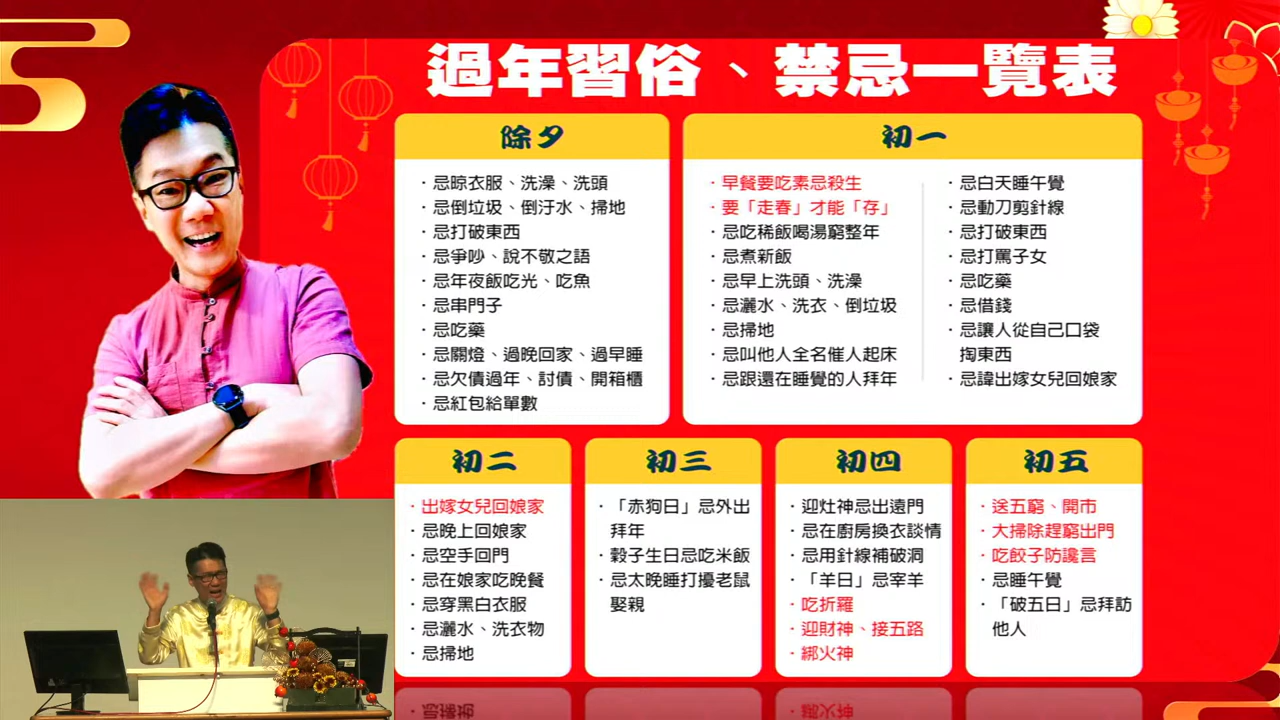 過年習俗、禁忌一覽表
除夕
·忌晾衣服、洗澡、洗頭
·忌倒垃圾、倒汙水、掃地
·忌打破東西
·忌爭吵、說不敬之語
·忌年夜飯吃光、吃魚
·忌串門子
·忌吃藥
·忌關燈、過晚回家、過早睡
·忌欠債過年、討債、開箱櫃
·忌紅包給單數
初一
·早餐要吃素忌殺生
·要「走春」才能「存」
·忌吃稀飯喝湯窮整年
·忌煮新飯
·忌早上洗頭、洗澡
·忌灑水、洗衣、倒垃圾
·忌掃地
·忌叫他人全名催人起床
·忌跟還在睡覺的人拜年
·忌白天睡午覺
·忌動刀剪針線
·忌打破東西
·忌打罵子女
·忌吃藥
·忌借錢
·忌讓人從自己口袋
掏東西
·忌諱出嫁女兒回娘家
初二
·出嫁女兒回娘家
·忌晚上回娘家
·忌空手回門
·忌在娘家吃晚餐
·忌穿黑白衣服
·忌灑水、洗衣物
·忌掃地
初三
·「赤狗日」忌外出
拜年
·穀子生日忌吃米飯
·忌太晚睡打擾老鼠
娶親
初四
·迎灶神忌出遠門
·忌在廚房換衣談情
·忌用針線補破洞
·「羊日」忌宰羊
·吃折羅
·迎財神、接五路
·綁火神
初五
·送五窮、開市
·大掃除趕窮出門
·吃餃子防讒言
·忌睡午覺
·「破五日」忌拜訪
他人